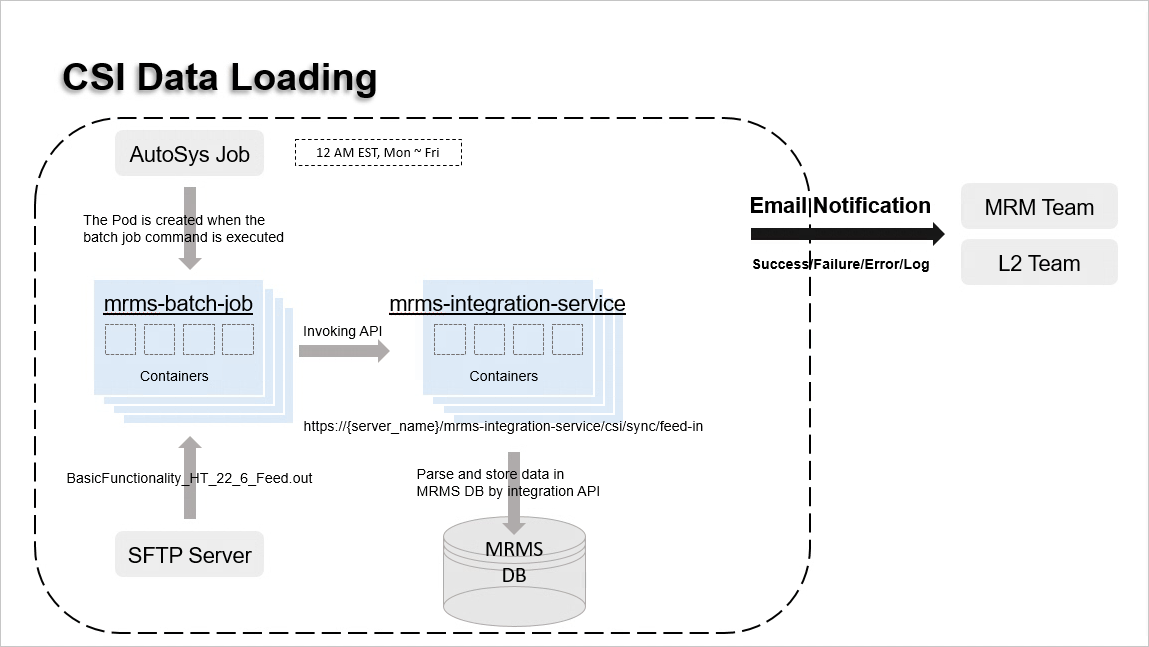 CSI Data Loading
AutoSys Job
12 AM EST, Mon ~ Fri
The Pod is created when the
batch job command is executed
Email Notification
Success/Failure/Error/Log
MRM Team
L2 Team
mrms-batch-job
Containers
Invoking API
mrms-integration-service
Containers
https://{server_name}/mrms-integration-service/csi/sync/feed-in
BasicFunctionality_HT_22_6_Feed.out
Parse and store data in
MRMS DB by integration API
SFTP Server
MRMS
DB